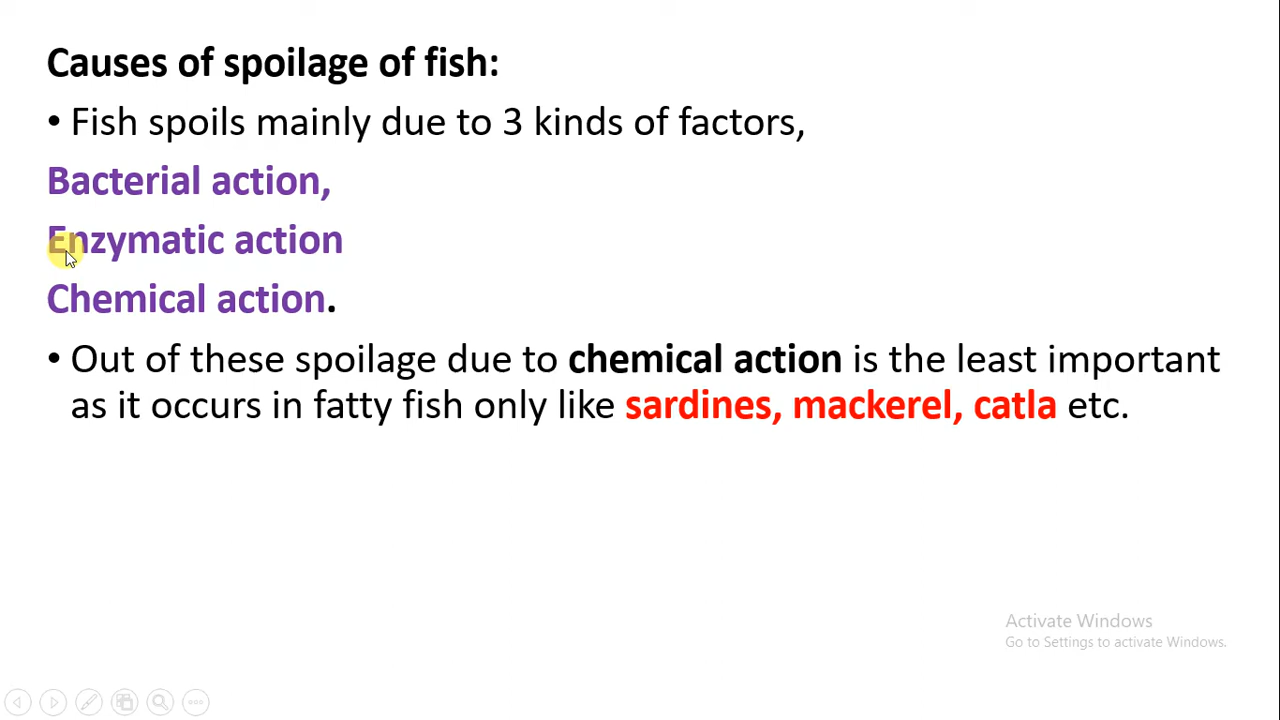 Causes of spoilage of fish:
• Fish spoils mainly due to 3 kinds of factors,
Bacterial action,
Enzymatic action
Chemical action.
• Out of these spoilage due to chemical action is the least important
as it occurs in fatty fish only like sardines, mackerel, catla etc.
Activate Windows
Go to Settings to activate Windows.